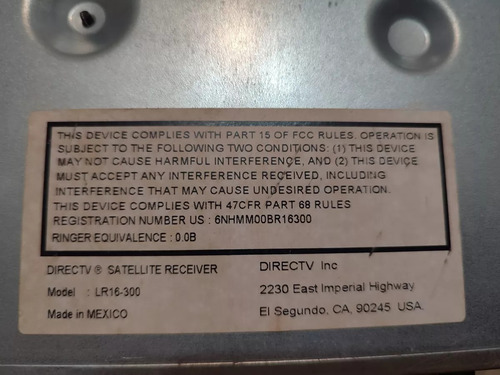 THIS DEVICE COMPLIES WITH PART 15 OF FCC RULES. OPERATION IS
SUBJECT TO THE FOLLOWING TWO CONDITIONS: (1) THIS DEVICE
MAY NOT CAUSE HARMFUL INTERFERENCE, AND (2) THIS DEVICE
MUST ACCEPT ANY INTERFERENCE RECEIVED, INCLUDING
INTERFERENCE THAT MAY CAUSE UNDESIRED OPERATION.
THIS DEVICE COMPLIES WITH 47CFR PART 68 RULES
REGISTRATION NUMBER US : 6NHMM00BR16300
RINGER EQUIVALENCE : 0.0B
DIRECTV ® SATELLITE RECEIVER
Model : LR16-300
Made in MEXICO
DIRECTV Inc
2230 East Imperial Highway
El Segundo, CA, 90245 USA.